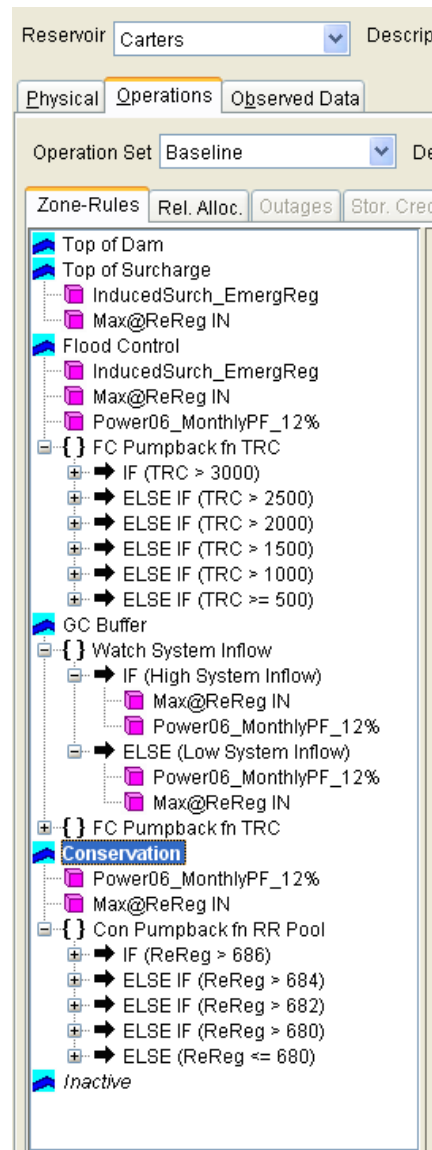 Reservoir Carters Descrip
Physical Operations Observed Data
Operation Set Baseline De
Zone-Rules Rel. Alloc. Outages Stor. Cred
Top of Dam
Top of Surcharge
InducedSurch_EmergReg
Max@ReReg IN
Flood Control
InducedSurch_EmergReg
Max@ReReg IN
Power06_MonthlyPF_12%
{ } FC Pumpback fn TRC
IF (TRC > 3000)
ELSE IF (TRC > 2500)
ELSE IF (TRC > 2000)
ELSE IF (TRC > 1500)
ELSE IF (TRC > 1000)
ELSE IF (TRC >= 500)
GC Buffer
{ } Watch System Inflow
IF (High System Inflow)
Max@ReReg IN
Power06_MonthlyPF_12%
ELSE (Low System Inflow)
Power06_MonthlyPF_12%
Max@ReReg IN
{ } FC Pumpback fn TRC
Conservation
Power06_MonthlyPF_12%
Max@ReReg IN
{ } Con Pumpback fn RR Pool
IF (ReReg > 686)
ELSE IF (ReReg > 684)
ELSE IF (ReReg > 682)
ELSE IF (ReReg > 680)
ELSE (ReReg <= 680)
Inactive